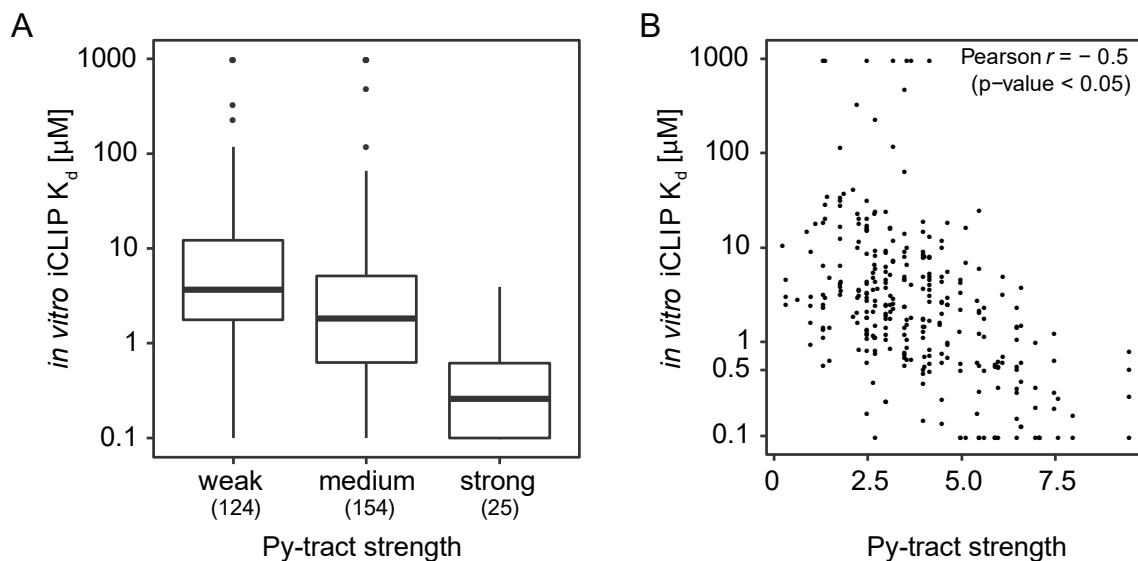 A
in vitro iCLIP Kd [µM]
1000
100
10
1
0.1
weak
medium
strong
(124)
(154)
(25)
Py-tract strength
B
in vitro iCLIP Kd [µM]
Pearson r = − 0.5
(p−value < 0.05)
1000
100
10
1
0.5
0.1
0
2.5
5.0
7.5
Py-tract strength